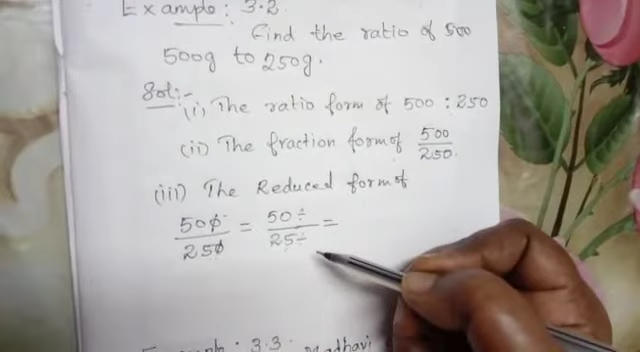 Example: 3.2
Find the ratio of 500
500g to 250g.
Sol:-
(i) The ratio form of 500 : 250
(ii) The fraction form of 500/250.
(iii) The Reduced form of
500/250 = 50÷/25÷ =
Example: 3.3. Madhavi